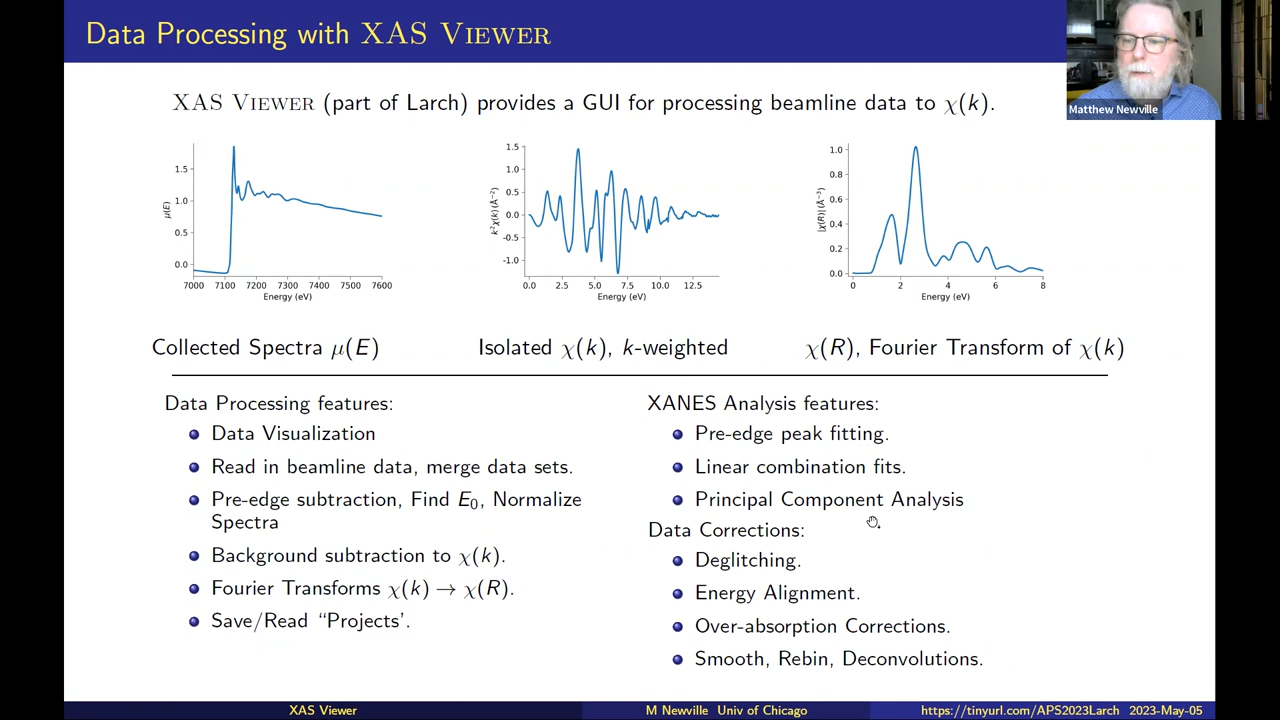 Data Processing with XAS VIEWER
Matthew Newville
XAS VIEWER (part of Larch) provides a GUI for processing beamline data to χ(k).
1.5
1.0
0.5
0.0
μ(E)
7000 7100 7200 7300 7400 7500 7600
Energy (eV)
1.5
1.0
0.5
0.0
-0.5
-1.0
k²χ(k) (Å⁻²)
0.0 2.5 5.0 7.5 10.0 12.5
Energy (eV)
1.0
0.8
0.6
0.4
0.2
0.0
|χ(R)| (Å⁻³)
0 2 4 6 8
Energy (eV)
Collected Spectra μ(E)
Isolated χ(k), k-weighted
χ(R), Fourier Transform of χ(k)
Data Processing features:
Data Visualization
Read in beamline data, merge data sets.
Pre-edge subtraction, Find E₀, Normalize
Spectra
Background subtraction to χ(k).
Fourier Transforms χ(k) → χ(R).
Save/Read “Projects’.
XANES Analysis features:
Pre-edge peak fitting.
Linear combination fits.
Principal Component Analysis
Data Corrections:
Deglitching.
Energy Alignment.
Over-absorption Corrections.
Smooth, Rebin, Deconvolutions.
XAS Viewer
M Newville Univ of Chicago
https://tinyurl.com/APS2023Larch 2023-May-05